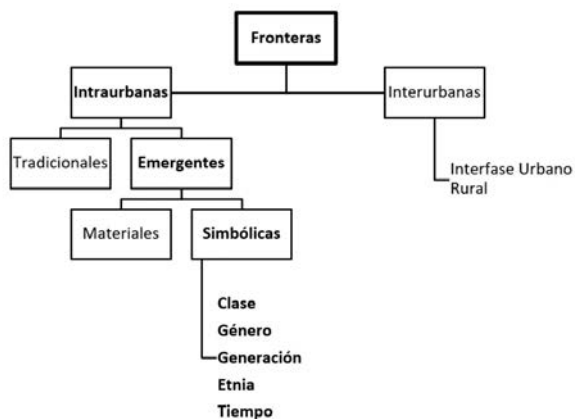 Fronteras
Intraurbanas
Interurbanas
Tradicionales
Emergentes
Interfase Urbano
Rural
Materiales
Simbólicas
Clase
Género
Generación
Etnia
Tiempo